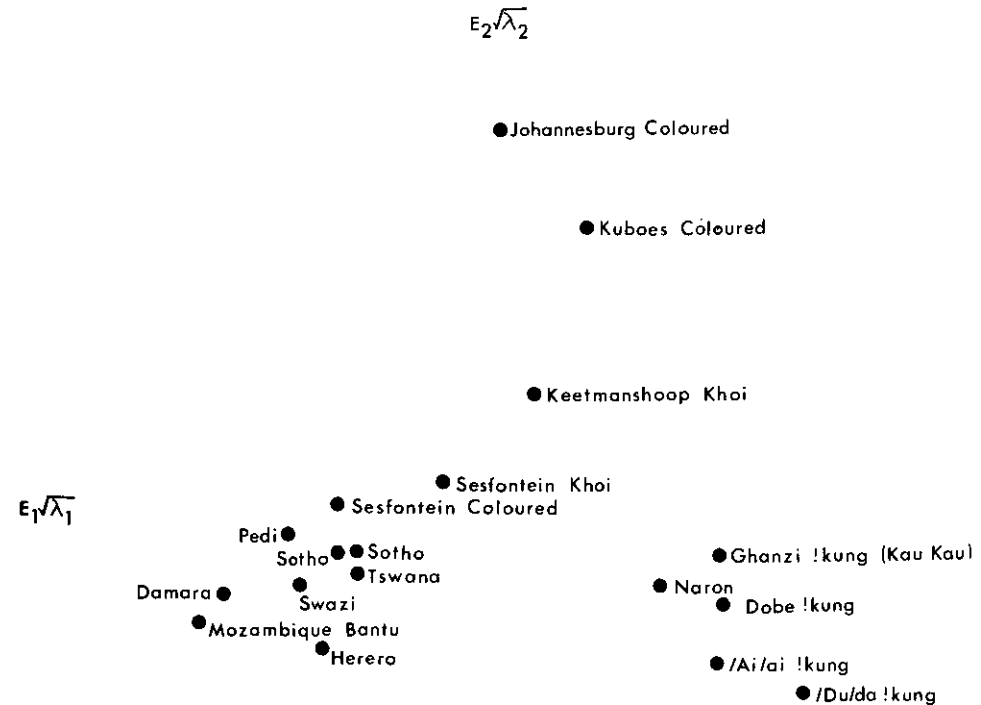 E₂√λ₂
Johannesburg Coloured
Kuboes Coloured
Keetmanshoop Khoi
Sesfontein Khoi
E₁√λ₁
Sesfontein Coloured
Pedi
Sotho
Sotho
Ghanzi !kung (Kau Kau)
Tswana
Naron
Damara
Swazi
Dobe !kung
Mozambique Bantu
Herero
/Ai/ai !kung
/Du/da !kung